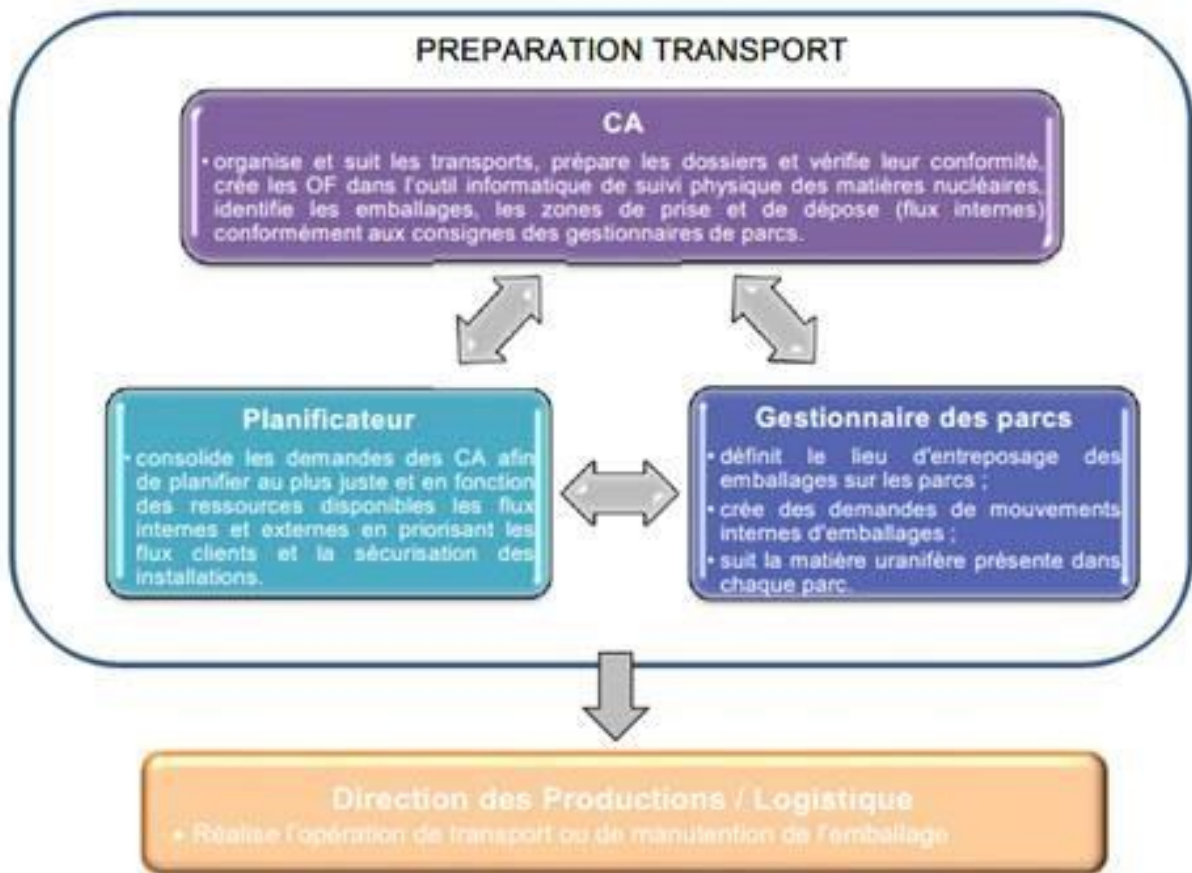 PREPARATION TRANSPORT
CA
• organise et suit les transports, prépare les dossiers et vérifie leur conformité,
crée les OF dans l'outil informatique de suivi physique des matières nucléaires,
identifie les emballages, les zones de prise et de dépose (flux internes)
conformément aux consignes des gestionnaires de parcs.
Planificateur
• consolide les demandes des CA afin
de planifier au plus juste et en fonction
des ressources disponibles les flux
internes et externes en priorisant les
flux clients et la sécurisation des
installations.
Gestionnaire des parcs
• définit le lieu d'entreposage des
emballages sur les parcs ;
• crée des demandes de mouvements
internes d'emballages ;
• suit la matière uranifère présente dans
chaque parc.
Direction des Productions / Logistique
• Réalise l'opération de transport ou de manutention de l'emballage